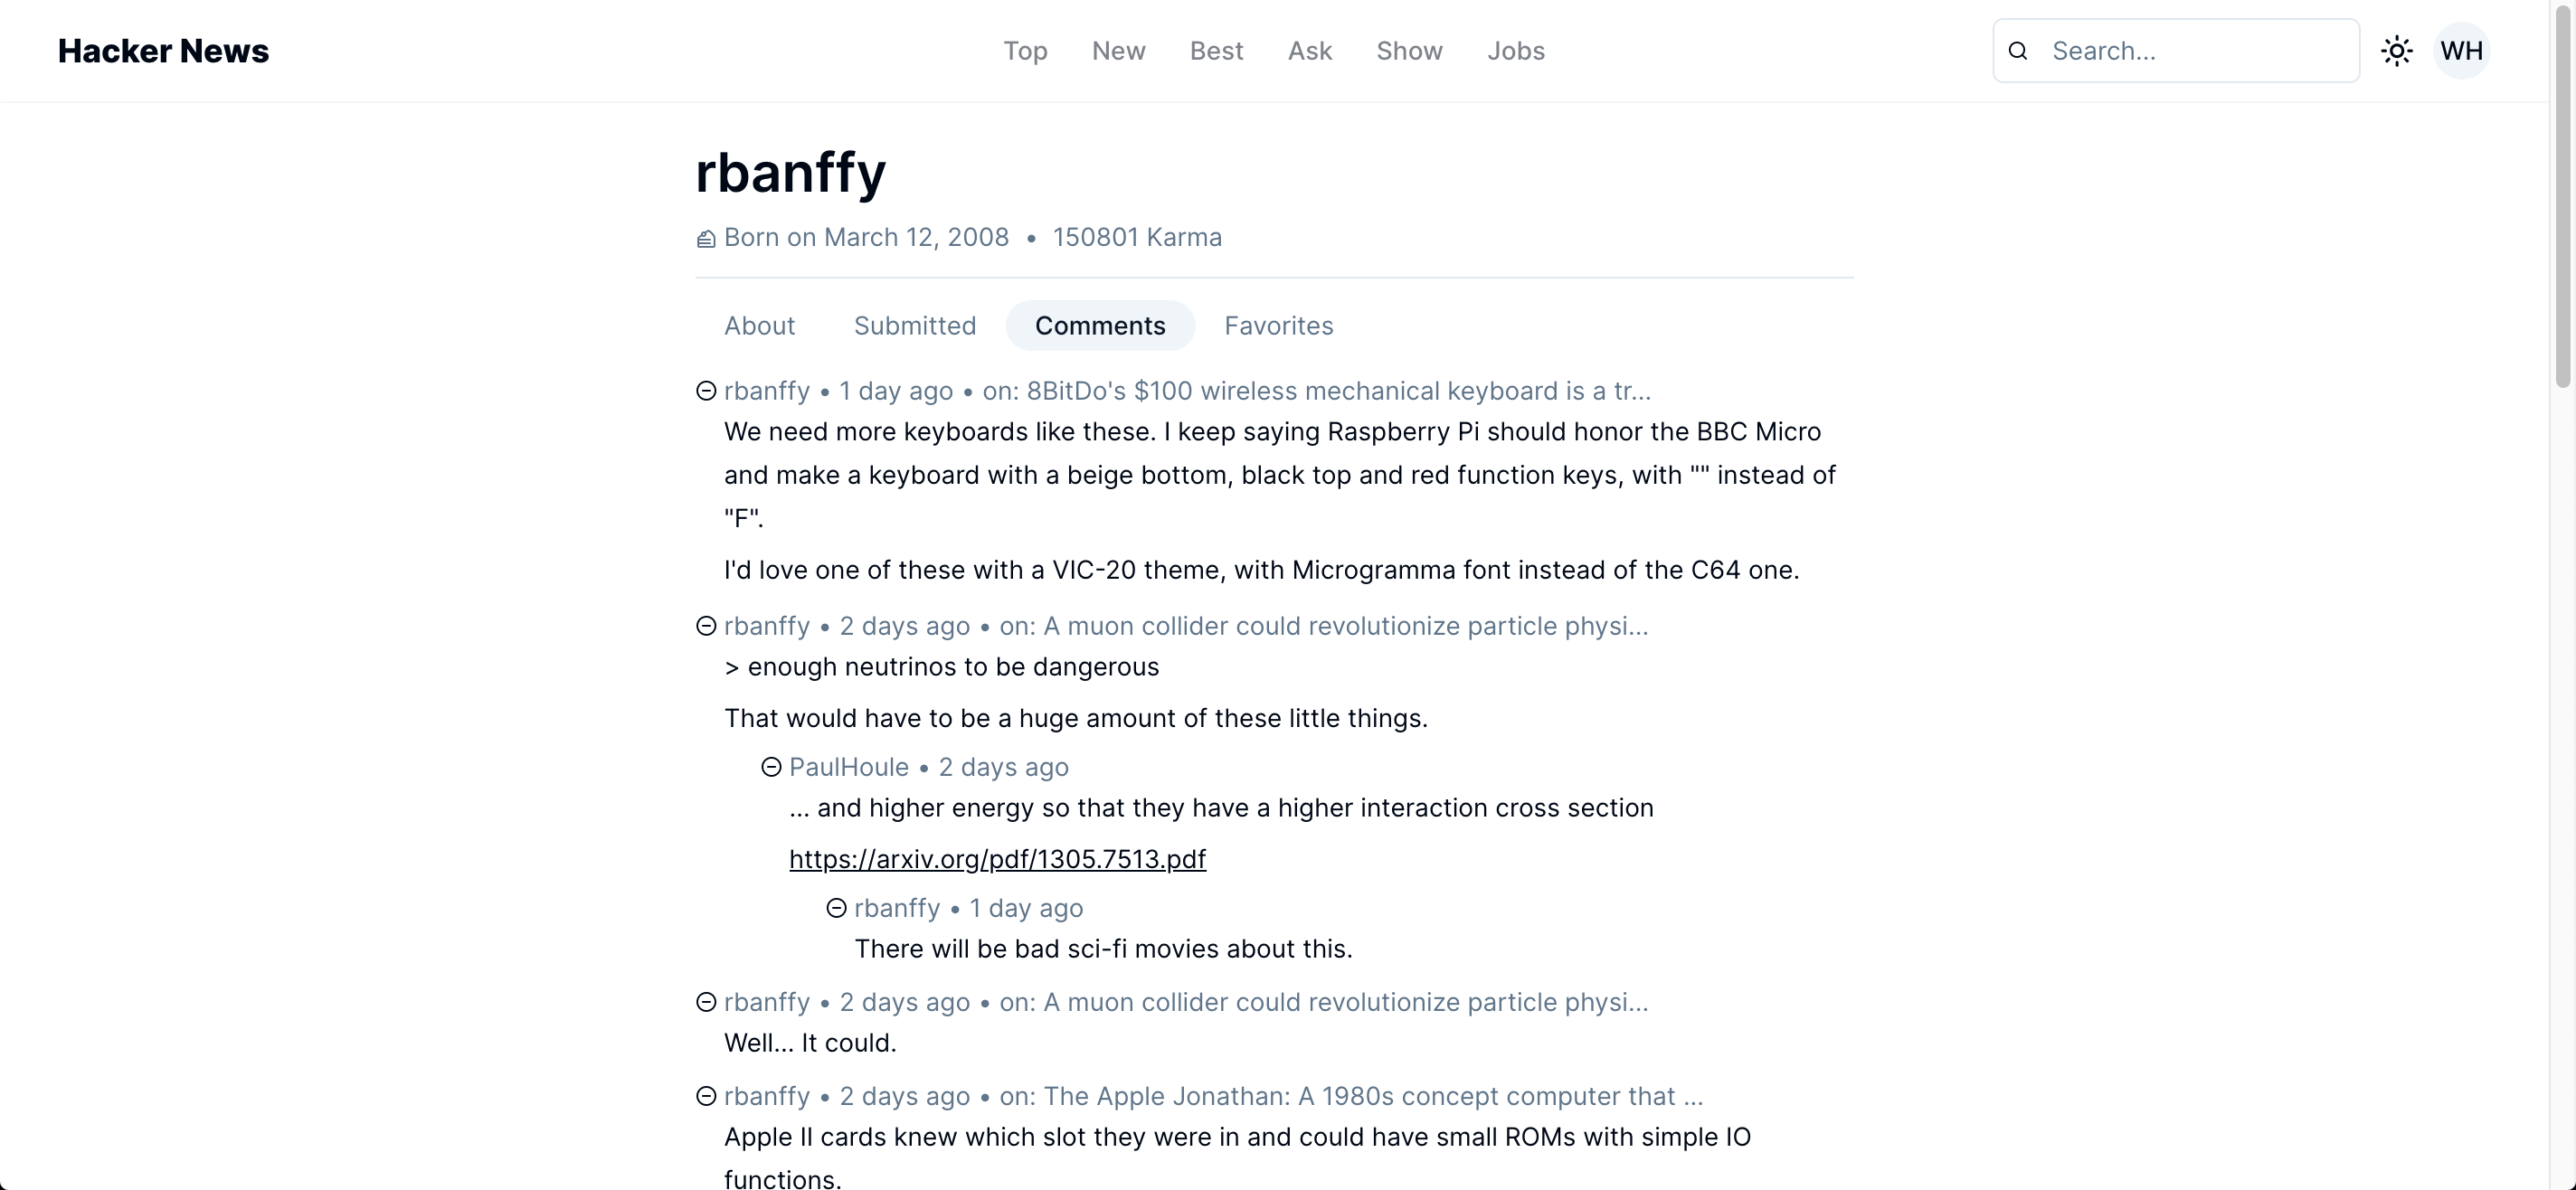 Hacker News
Top New Best Ask Show Jobs
Search...
WH
rbanffy
Born on March 12, 2008 • 150801 Karma
About Submitted Comments Favorites
rbanffy • 1 day ago • on: 8BitDo's $100 wireless mechanical keyboard is a tr...
We need more keyboards like these. I keep saying Raspberry Pi should honor the BBC Micro
and make a keyboard with a beige bottom, black top and red function keys, with "" instead of
"F".
I'd love one of these with a VIC-20 theme, with Microgramma font instead of the C64 one.
rbanffy • 2 days ago • on: A muon collider could revolutionize particle physi...
> enough neutrinos to be dangerous
That would have to be a huge amount of these little things.
PaulHoule • 2 days ago
... and higher energy so that they have a higher interaction cross section
https://arxiv.org/pdf/1305.7513.pdf
rbanffy • 1 day ago
There will be bad sci-fi movies about this.
rbanffy • 2 days ago • on: A muon collider could revolutionize particle physi...
Well... It could.
rbanffy • 2 days ago • on: The Apple Jonathan: A 1980s concept computer that ...
Apple II cards knew which slot they were in and could have small ROMs with simple IO
functions.